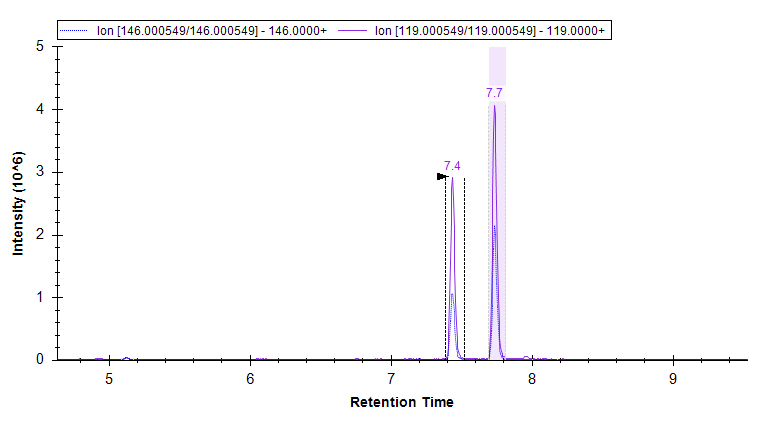 Ion [146.000549/146.000549] - 146.0000+ Ion [119.000549/119.000549] - 119.0000+
5
7.7
4
7.4
3
2
1
0
Intensity (10^6)
5 6 7 8 9
Retention Time